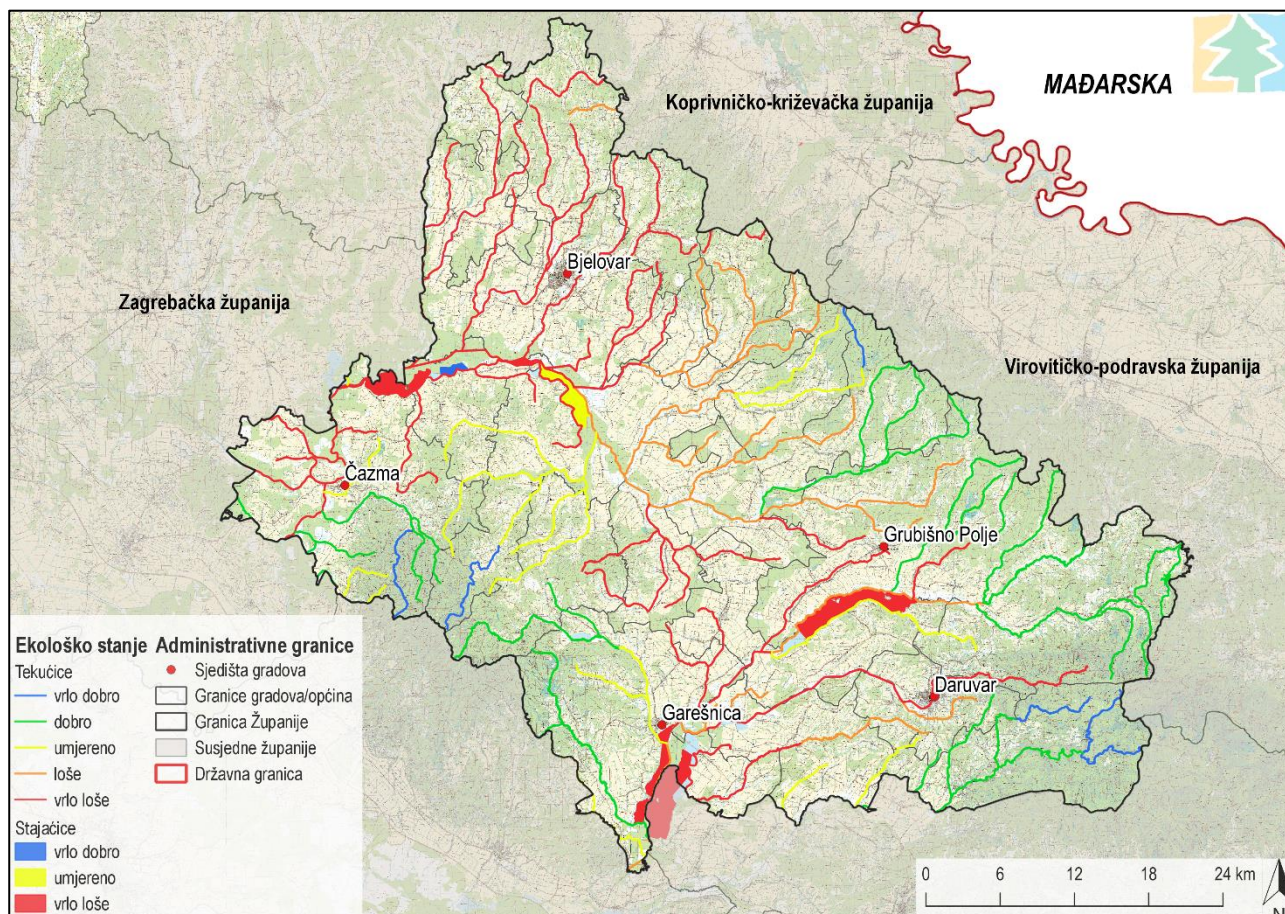 MAĐARSKA
Koprivničko-križevačka županija
Bjelovar
Zagrebačka županija
Virovitičko-podravska županija
Čazma
Grubišno Polje
Daruvar
Garešnica
Ekološko stanje
Tekućice
vrlo dobro
dobro
umjereno
loše
vrlo loše
Stajaćice
vrlo dobro
umjereno
vrlo loše
Administrativne granice
Sjedišta gradova
Granice gradova/općina
Granica Županije
Susjedne županije
Državna granica
0 6 12 18 24 km
N